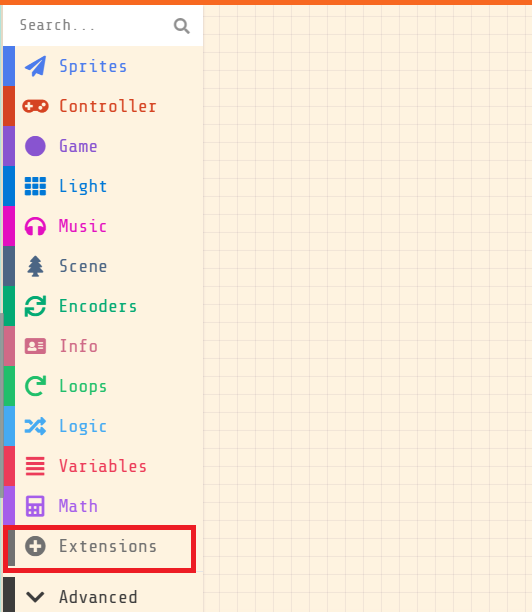 Search...
Sprites
Controller
Game
Light
Music
Scene
Encoders
Info
Loops
Logic
Variables
Math
Extensions
Advanced